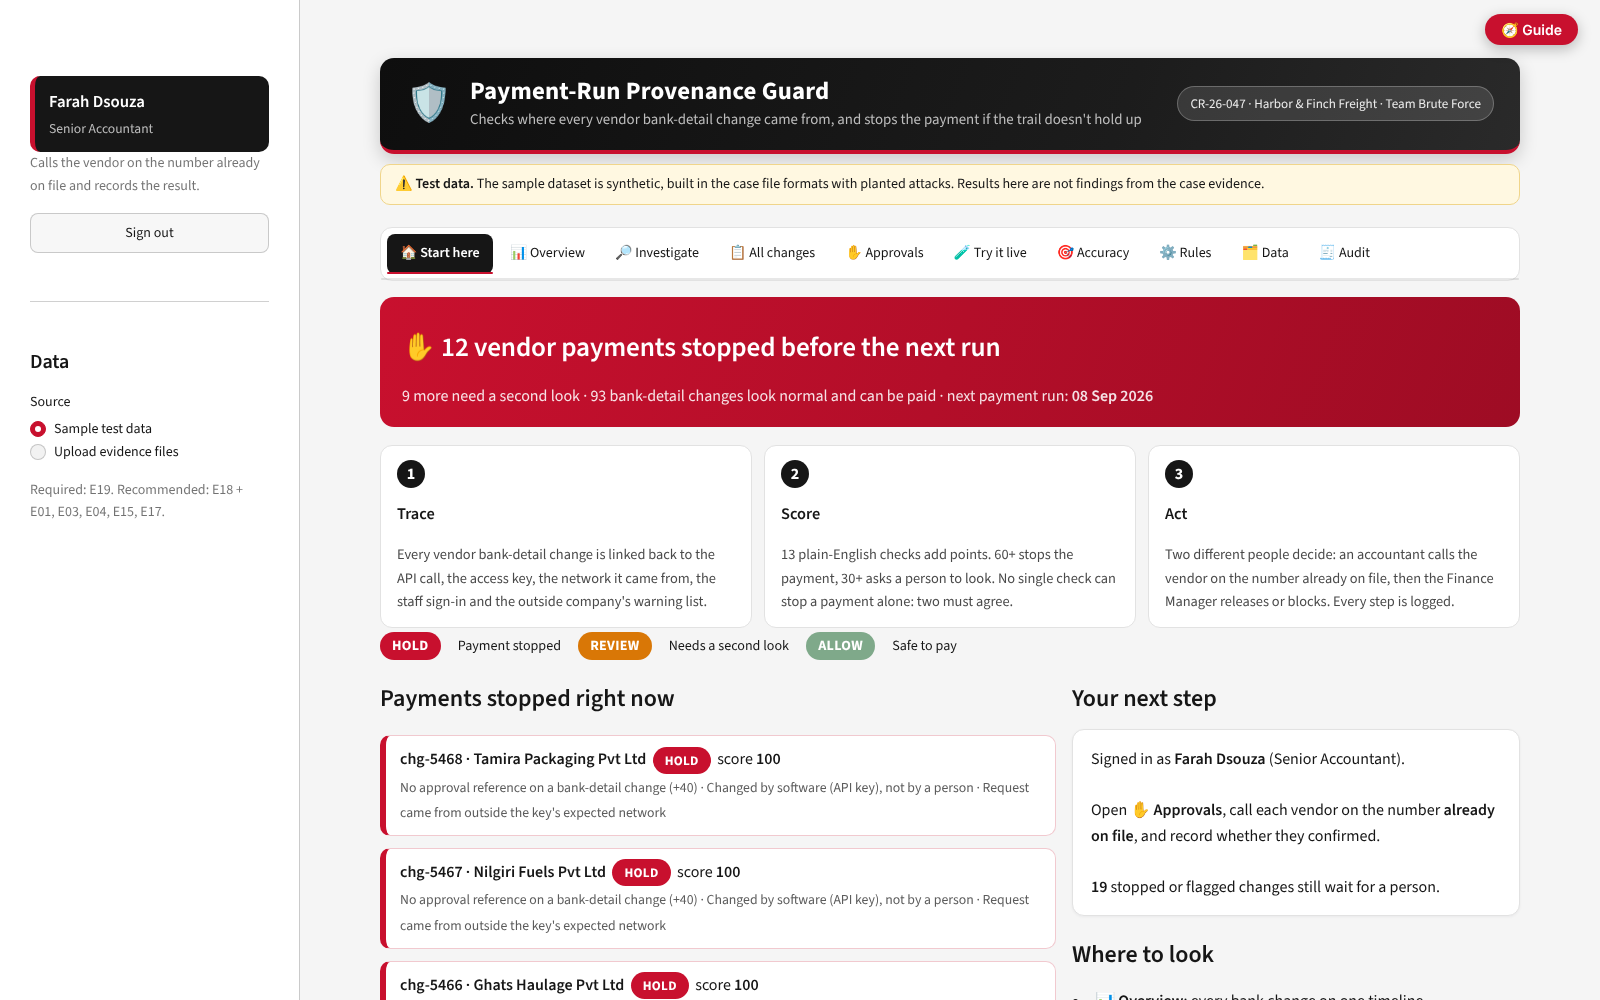 🧭 Guide
Farah Dsouza
Senior Accountant
Calls the vendor on the number already
on file and records the result.
Sign out
Data
Source
Sample test data
Upload evidence files
Required: E19. Recommended: E18 +
E01, E03, E04, E15, E17.
Payment-Run Provenance Guard
Checks where every vendor bank-detail change came from, and stops the payment if the trail doesn't hold up
CR-26-047 · Harbor & Finch Freight · Team Brute Force
⚠️ Test data. The sample dataset is synthetic, built in the case file formats with planted attacks. Results here are not findings from the case evidence.
🏠 Start here
📊 Overview
🔎 Investigate
📋 All changes
✋ Approvals
🧪 Try it live
🎯 Accuracy
⚙️ Rules
🗂️ Data
🧾 Audit
✋ 12 vendor payments stopped before the next run
9 more need a second look · 93 bank-detail changes look normal and can be paid · next payment run: 08 Sep 2026
1
Trace
Every vendor bank-detail change is linked back to the
API call, the access key, the network it came from, the
staff sign-in and the outside company's warning list.
2
Score
13 plain-English checks add points. 60+ stops the
payment, 30+ asks a person to look. No single check can
stop a payment alone: two must agree.
3
Act
Two different people decide: an accountant calls the
vendor on the number already on file, then the Finance
Manager releases or blocks. Every step is logged.
HOLD Payment stopped REVIEW Needs a second look ALLOW Safe to pay
Payments stopped right now
chg-5468 · Tamira Packaging Pvt Ltd HOLD score 100
No approval reference on a bank-detail change (+40) · Changed by software (API key), not by a person · Request
came from outside the key's expected network
chg-5467 · Nilgiri Fuels Pvt Ltd HOLD score 100
No approval reference on a bank-detail change (+40) · Changed by software (API key), not by a person · Request
came from outside the key's expected network
chg-5466 · Ghats Haulage Pvt Ltd HOLD score 100
Your next step
Signed in as Farah Dsouza (Senior Accountant).
Open ✋ Approvals, call each vendor on the number already
on file, and record whether they confirmed.
19 stopped or flagged changes still wait for a person.
Where to look
📊 Overview: every bank change on one timeline